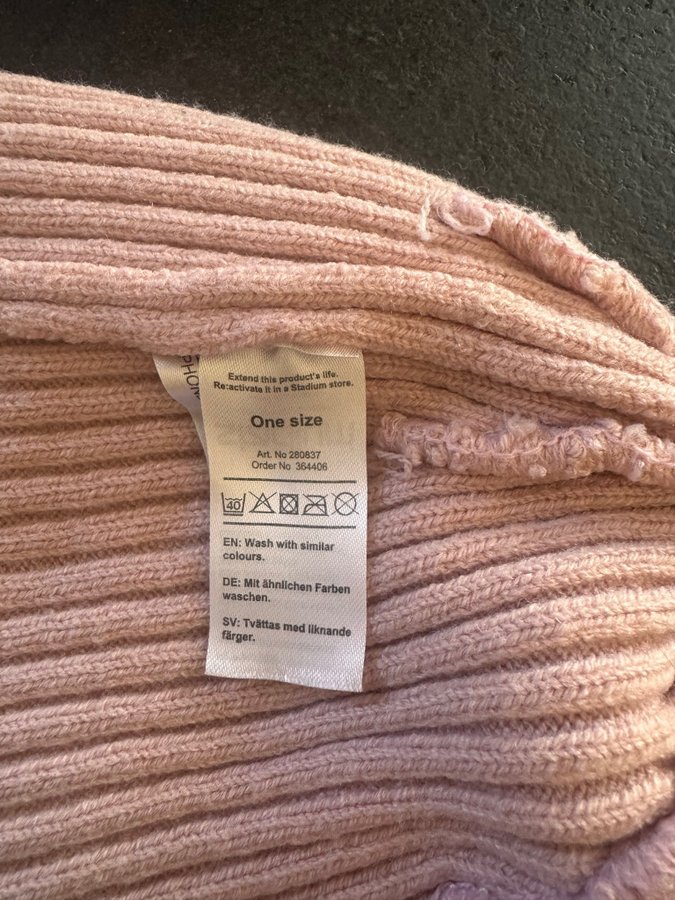 Extend this product's life.
Re:activate it in a Stadium store.
One size
Art. No 280837
Order No 364406
40
EN: Wash with similar
colours.
DE: Mit ähnlichen Farben
waschen.
SV: Tvättas med liknande
färger.